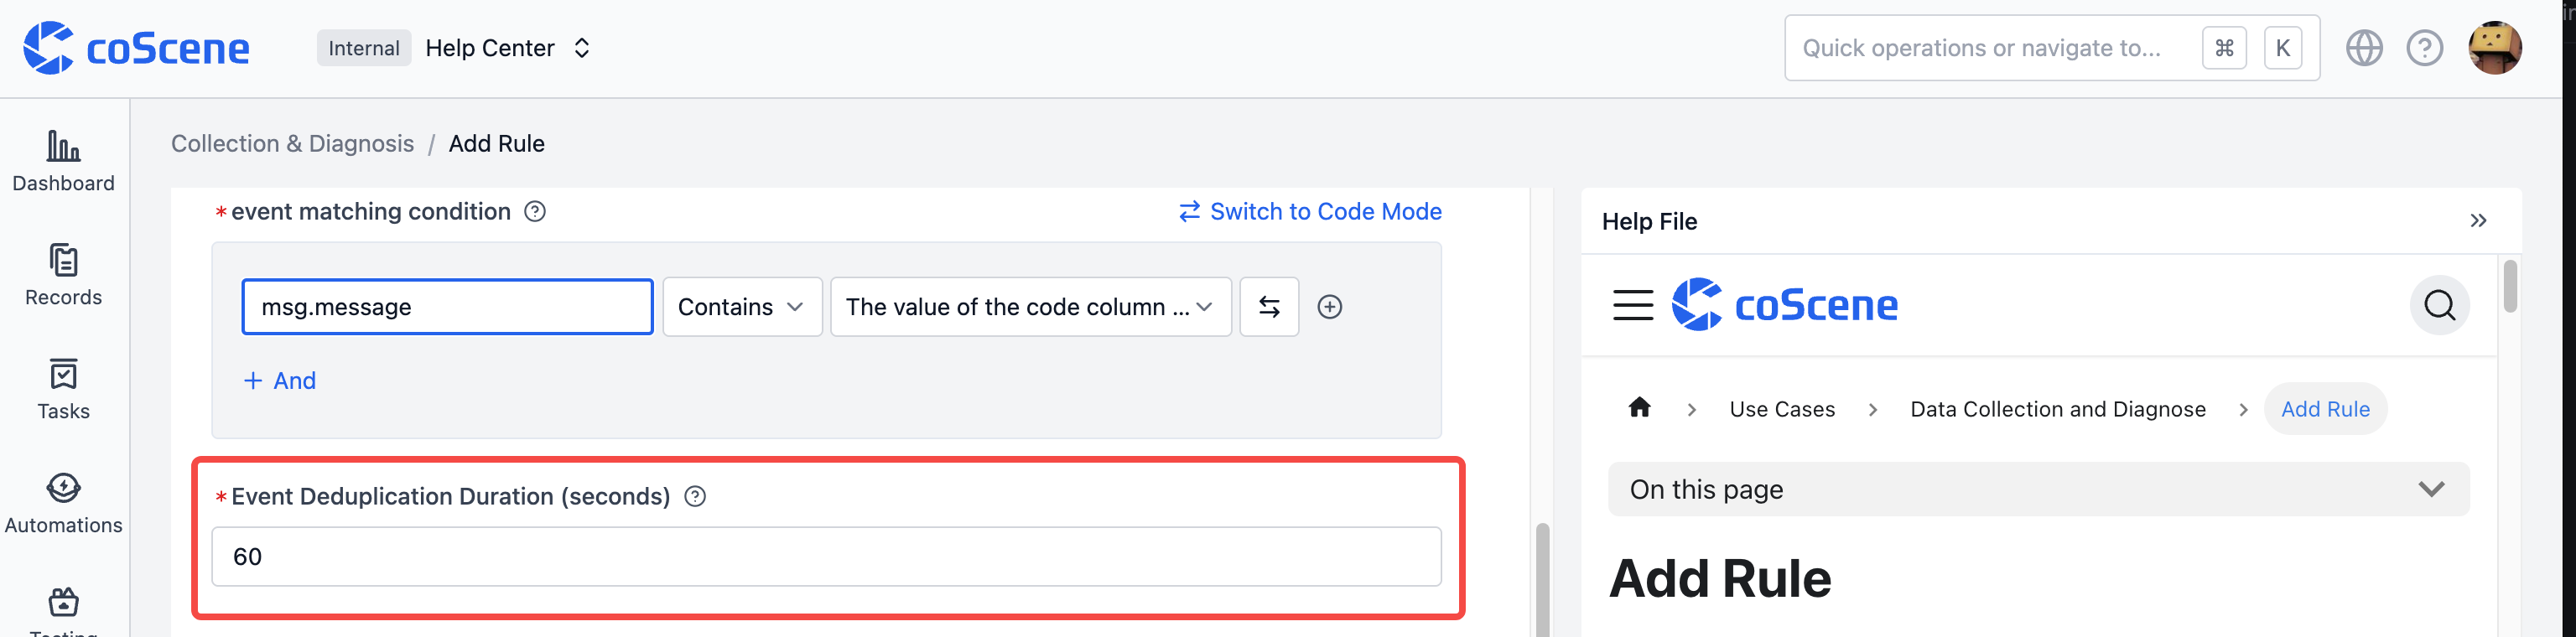 coScene
Internal Help Center
Quick operations or navigate to... ⌘ K
Dashboard
Records
Tasks
Automations
Testing
Collection & Diagnosis / Add Rule
* event matching condition
Switch to Code Mode
msg.message Contains The value of the code column ...
+ And
* Event Deduplication Duration (seconds)
60
Help File
coScene
Use Cases > Data Collection and Diagnose > Add Rule
On this page
Add Rule